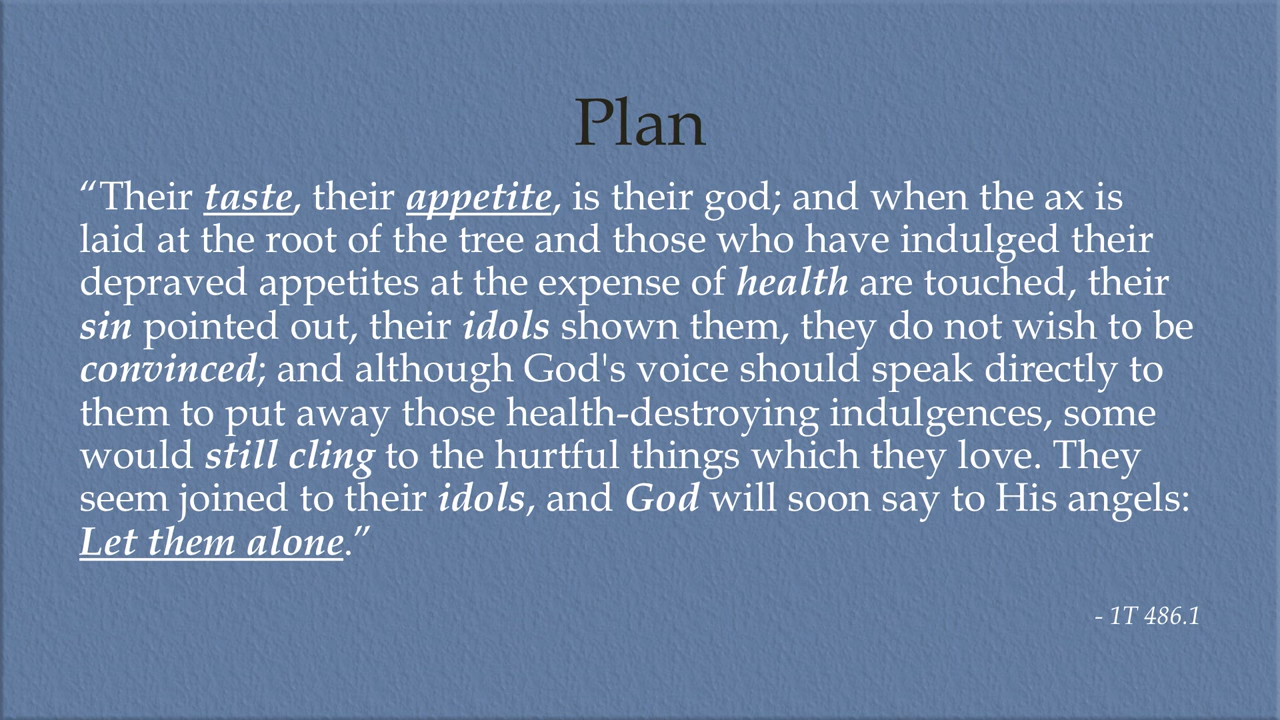 Plan
“Their taste, their appetite, is their god; and when the ax is
laid at the root of the tree and those who have indulged their
depraved appetites at the expense of health are touched, their
sin pointed out, their idols shown them, they do not wish to be
convinced; and although God's voice should speak directly to
them to put away those health-destroying indulgences, some
would still cling to the hurtful things which they love. They
seem joined to their idols, and God will soon say to His angels:
Let them alone.”
- 1T 486.1